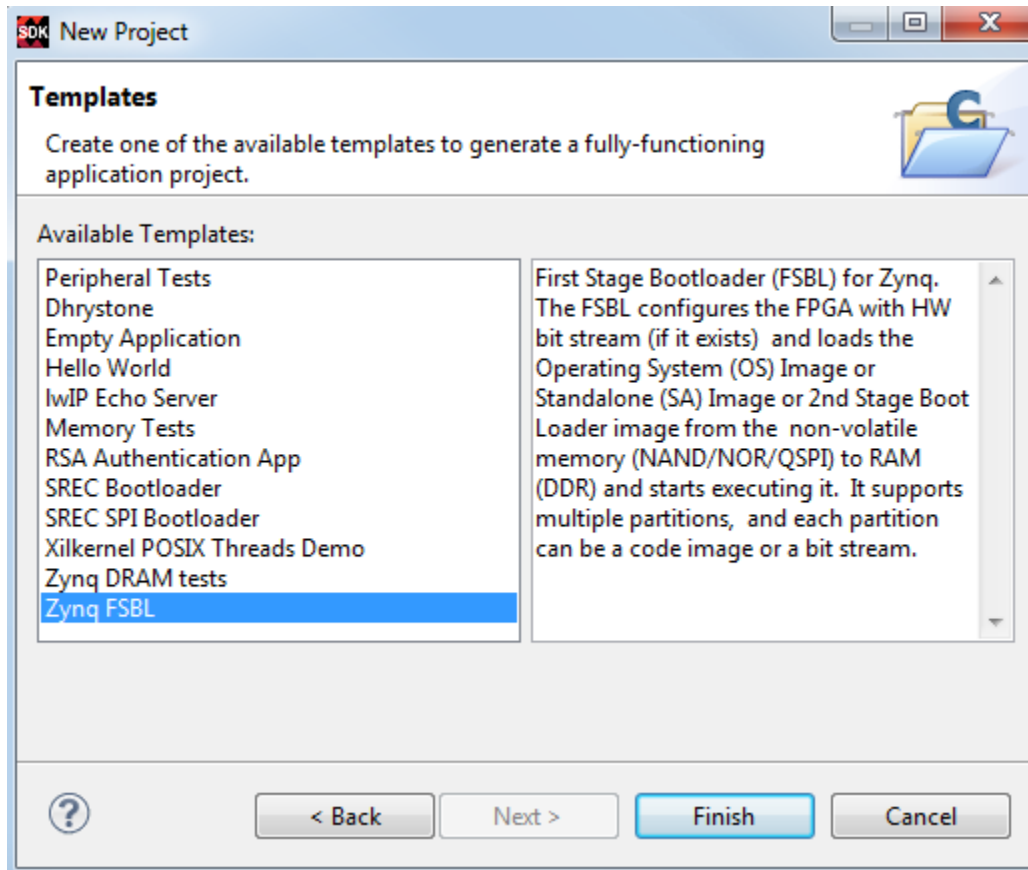 SDK New Project
Templates
Create one of the available templates to generate a fully-functioning
application project.
C
Available Templates:
Peripheral Tests
Dhrystone
Empty Application
Hello World
lwIP Echo Server
Memory Tests
RSA Authentication App
SREC Bootloader
SREC SPI Bootloader
Xilkernel POSIX Threads Demo
Zynq DRAM tests
Zynq FSBL
First Stage Bootloader (FSBL) for Zynq.
The FSBL configures the FPGA with HW
bit stream (if it exists)  and loads the
Operating System (OS) Image or
Standalone (SA) Image or 2nd Stage Boot
Loader image from the  non-volatile
memory (NAND/NOR/QSPI) to RAM
(DDR) and starts executing it.  It supports
multiple partitions,  and each partition
can be a code image or a bit stream.
? < Back Next > Finish Cancel